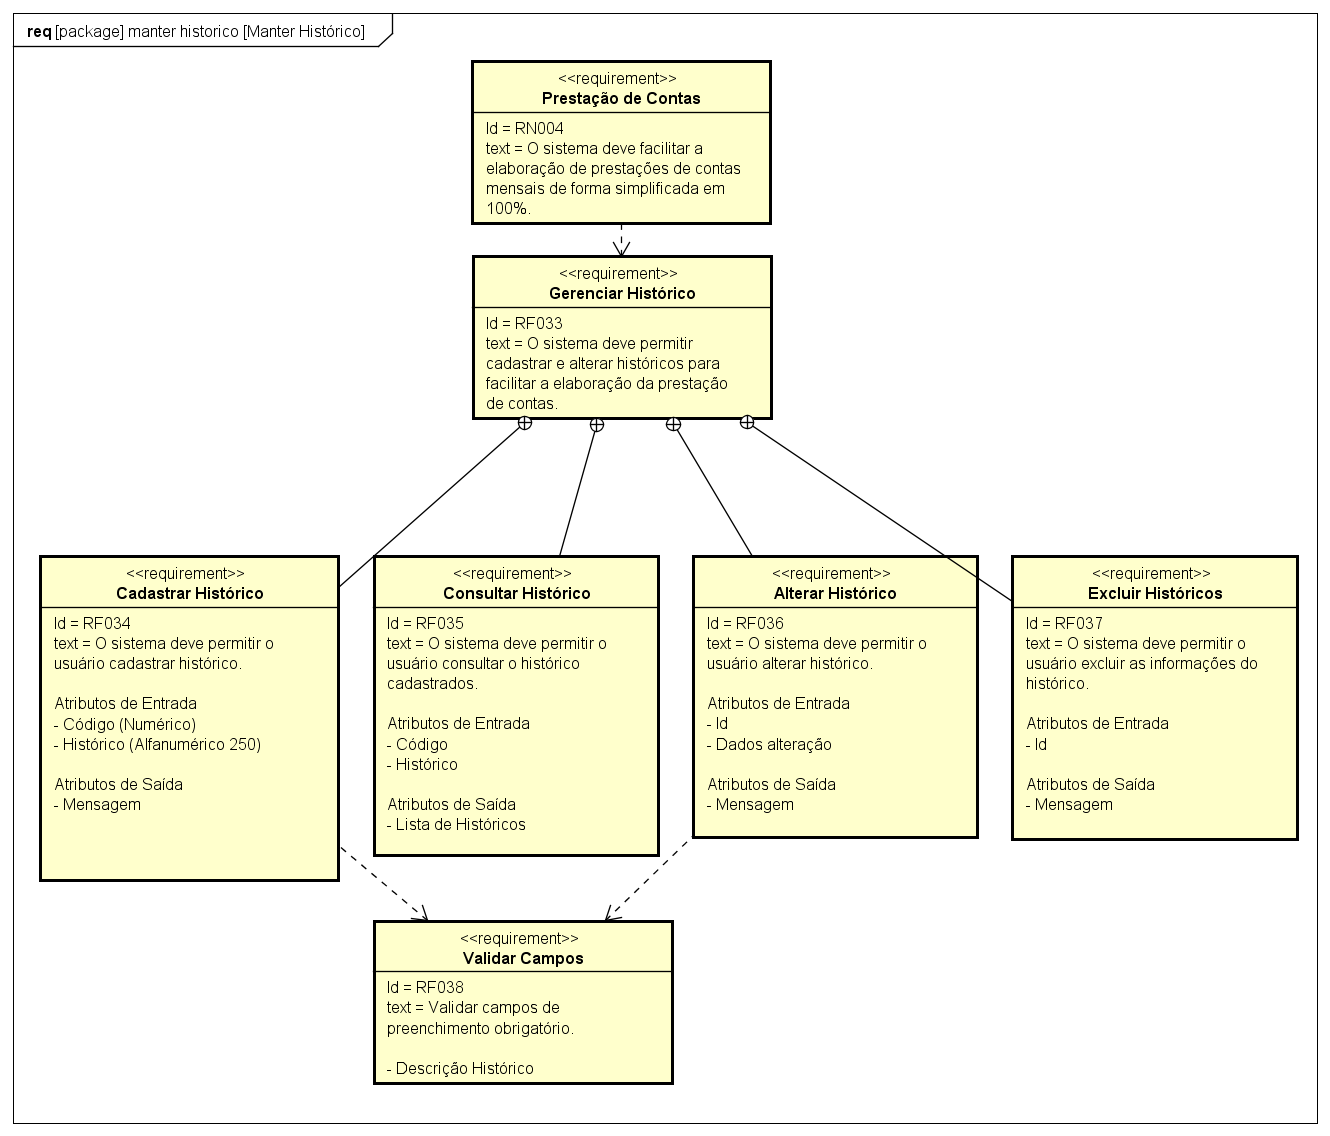 req [package] manter historico [Manter Histórico]
<<requirement>>
Prestação de Contas
Id = RN004
text = O sistema deve facilitar a
elaboração de prestações de contas
mensais de forma simplificada em
100%.
<<requirement>>
Gerenciar Histórico
Id = RF033
text = O sistema deve permitir
cadastrar e alterar históricos para
facilitar a elaboração da prestação
de contas.
<<requirement>>
Cadastrar Histórico
Id = RF034
text = O sistema deve permitir o
usuário cadastrar histórico.
Atributos de Entrada
- Código (Numérico)
- Histórico (Alfanumérico 250)
Atributos de Saída
- Mensagem
<<requirement>>
Consultar Histórico
Id = RF035
text = O sistema deve permitir o
usuário consultar o histórico
cadastrados.
Atributos de Entrada
- Código
- Histórico
Atributos de Saída
- Lista de Históricos
<<requirement>>
Alterar Histórico
Id = RF036
text = O sistema deve permitir o
usuário alterar histórico.
Atributos de Entrada
- Id
- Dados alteração
Atributos de Saída
- Mensagem
<<requirement>>
Excluir Históricos
Id = RF037
text = O sistema deve permitir o
usuário excluir as informações do
histórico.
Atributos de Entrada
- Id
Atributos de Saída
- Mensagem
<<requirement>>
Validar Campos
Id = RF038
text = Validar campos de
preenchimento obrigatório.
- Descrição Histórico